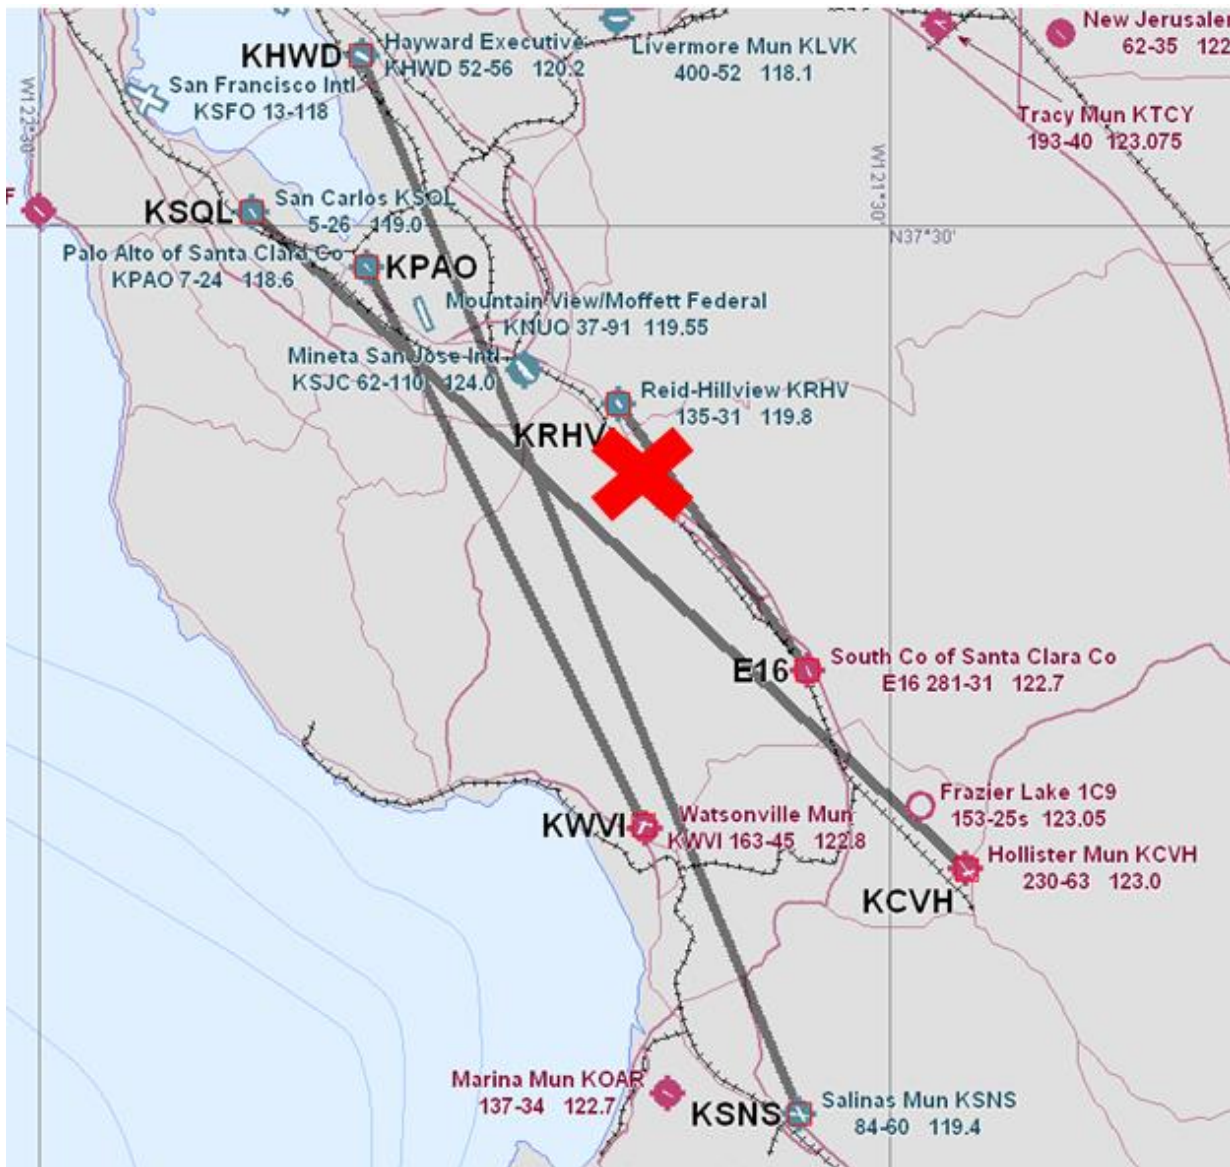 KHWD
Hayward Executive
KHWD 52-56 120.2
Livermore Mun KLVK
400-52 118.1
New Jerusaler
62-35 122
San Francisco Intl
KSFO 13-118
Tracy Mun KTCY
193-40 123.075
W122°30'
W121°30'
F
KSQL
San Carlos KSQL
5-26 119.0
N37°30'
Palo Alto of Santa Clara Co
KPAO 7-24 118.6
KPAO
Mountain View/Moffett Federal
KNUQ 37-91 119.55
Mineta San Jose Intl
KSJC 62-110 124.0
Reid-Hillview KRHV
135-31 119.8
KRHV
E16
South Co of Santa Clara Co
E16 281-31 122.7
Frazier Lake 1C9
153-25s 123.05
KWVI
Watsonville Mun
KWVI 163-45 122.8
Hollister Mun KCVH
230-63 123.0
KCVH
Marina Mun KOAR
137-34 122.7
KSNS
Salinas Mun KSNS
84-60 119.4